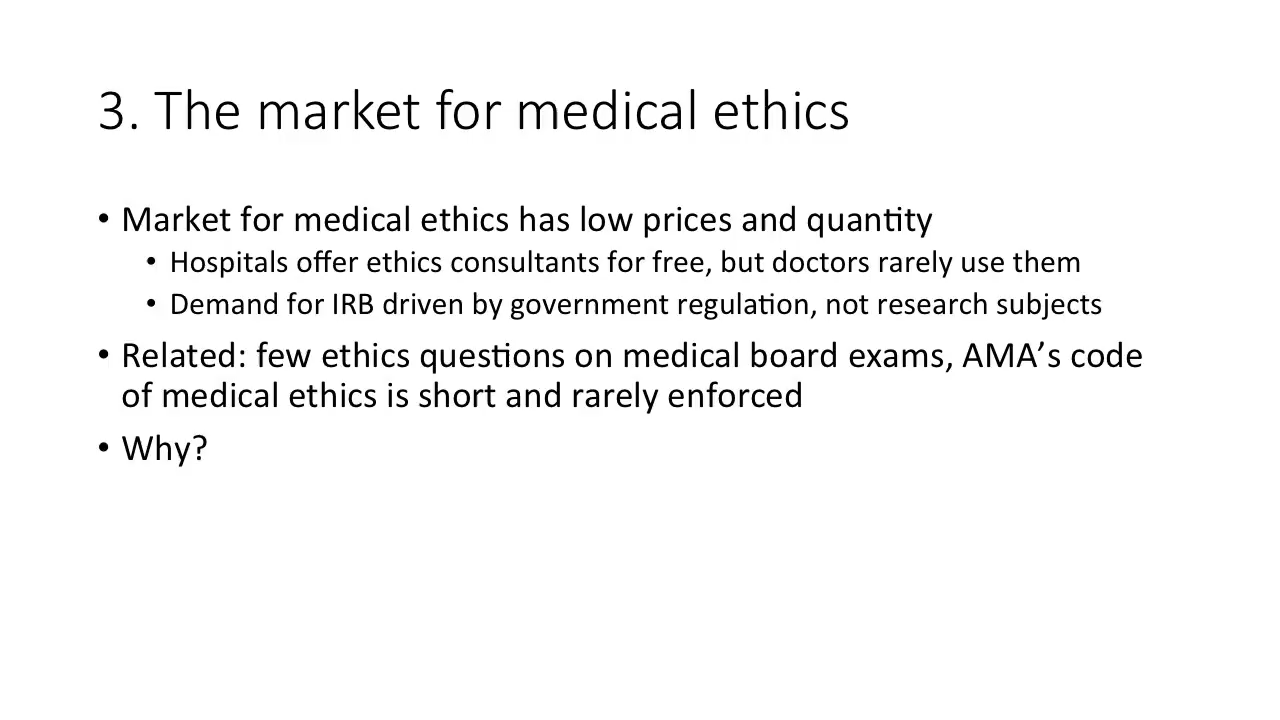 3. The market for medical ethics
• Market for medical ethics has low prices and quantity
• Hospitals offer ethics consultants for free, but doctors rarely use them
• Demand for IRB driven by government regulation, not research subjects
• Related: few ethics questions on medical board exams, AMA’s code
of medical ethics is short and rarely enforced
• Why?